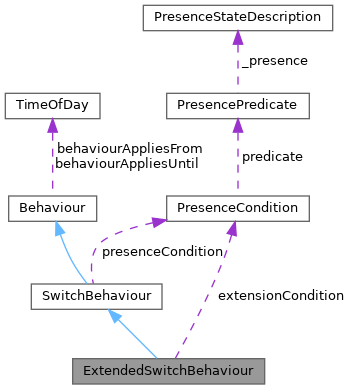 PresenceStateDescription
_presence
TimeOfDay
PresencePredicate
behaviourAppliesFrom
behaviourAppliesUntil
predicate
Behaviour
PresenceCondition
presenceCondition
SwitchBehaviour
extensionCondition
ExtendedSwitchBehaviour